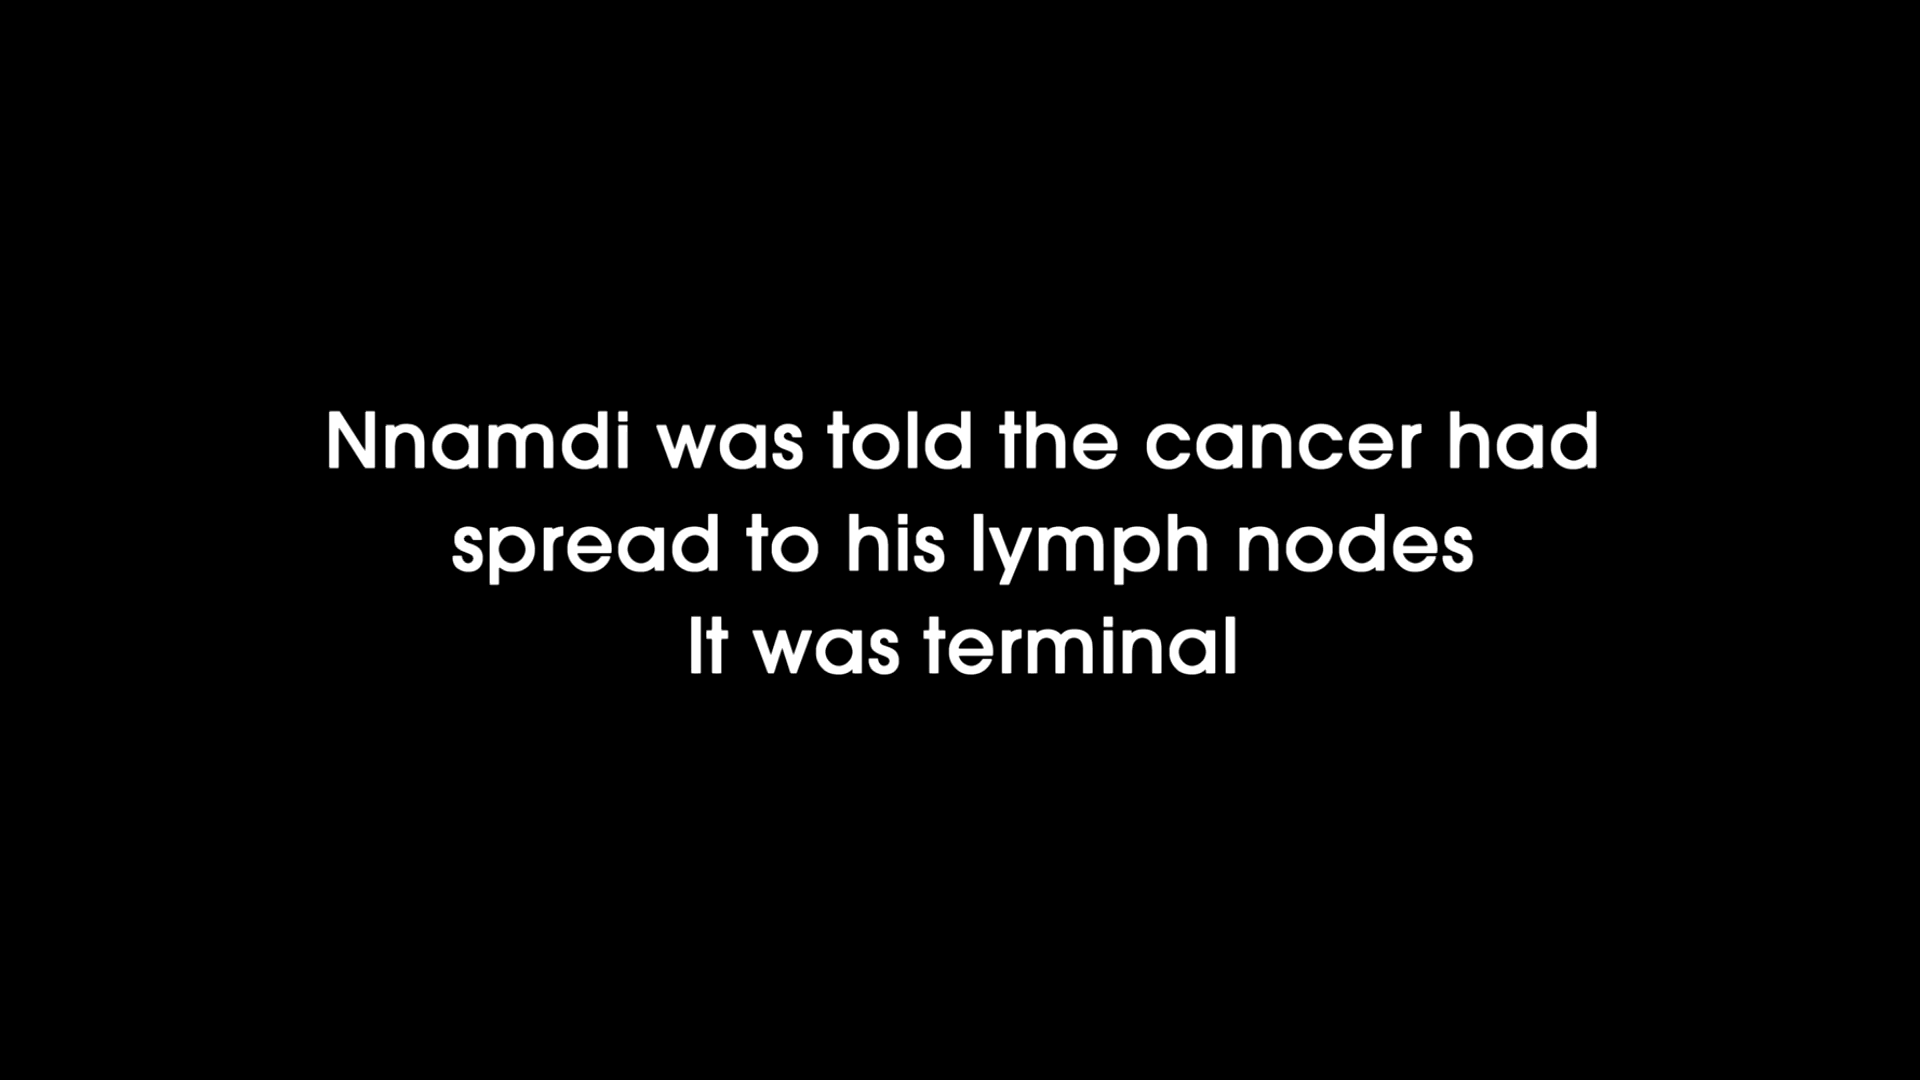 Nnamdi was told the cancer had
spread to his lymph nodes
It was terminal